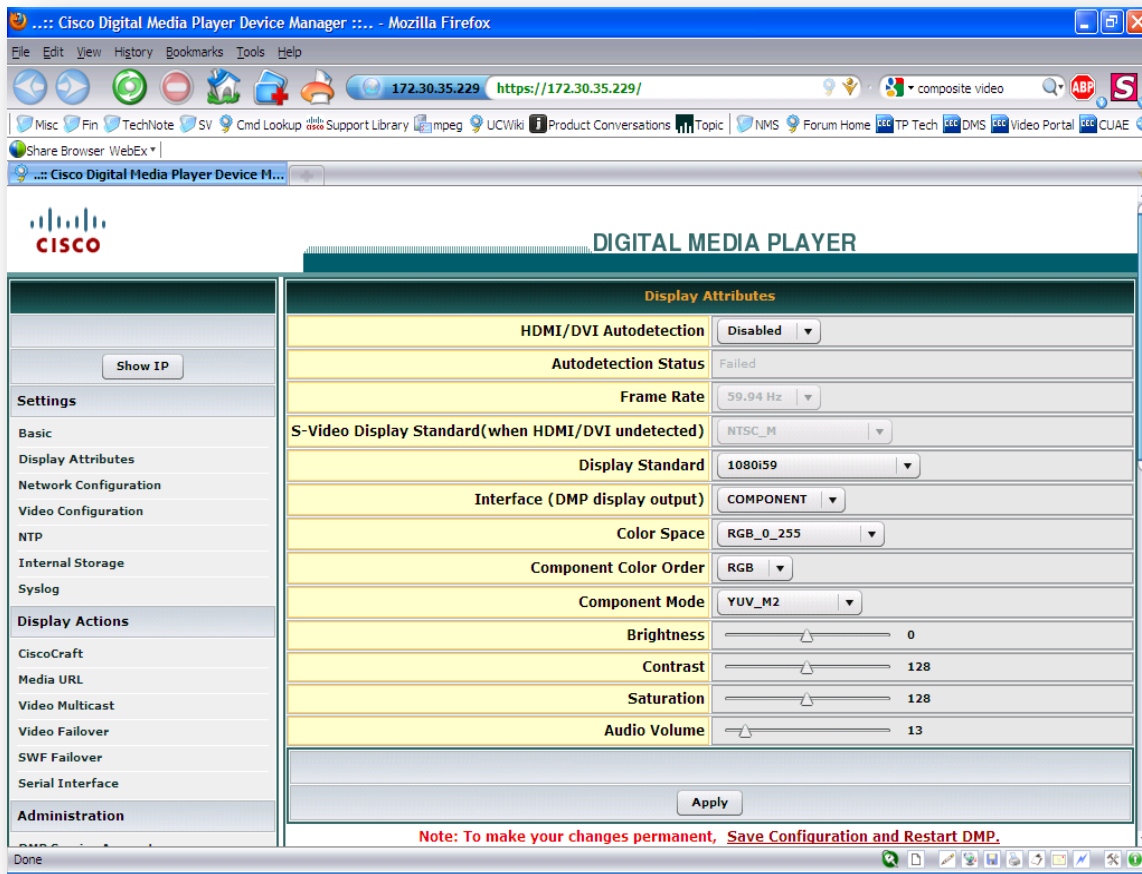 ..:: Cisco Digital Media Player Device Manager ::.. - Mozilla Firefox
File Edit View History Bookmarks Tools Help
172.30.35.229 https://172.30.35.229/ composite video ABP S
Misc Fin TechNote SV Cmd Lookup Support Library mpeg UCWiki Product Conversations Topic NMS Forum Home TP Tech DMS Video Portal CUAE
Share Browser WebEx
..:: Cisco Digital Media Player Device M...
CISCO
DIGITAL MEDIA PLAYER
Show IP
Settings
Basic
Display Attributes
Network Configuration
Video Configuration
NTP
Internal Storage
Syslog
Display Actions
CiscoCraft
Media URL
Video Multicast
Video Failover
SWF Failover
Serial Interface
Administration
Display Attributes
HDMI/DVI Autodetection Disabled
Autodetection Status Failed
Frame Rate 59.94 Hz
S-Video Display Standard(when HDMI/DVI undetected) NTSC_M
Display Standard 1080i59
Interface (DMP display output) COMPONENT
Color Space RGB_0_255
Component Color Order RGB
Component Mode YUV_M2
Brightness 0
Contrast 128
Saturation 128
Audio Volume 13
Apply
Note: To make your changes permanent, Save Configuration and Restart DMP.
Done